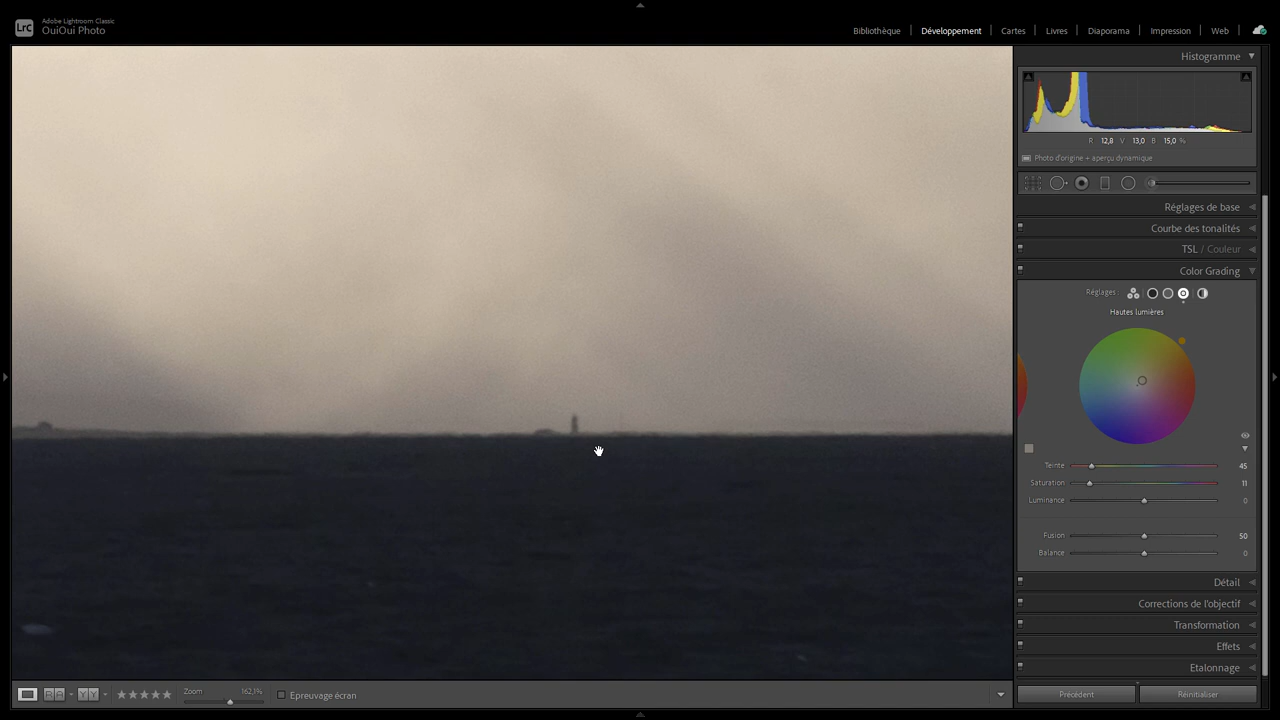 Lrc
Adobe Lightroom Classic
OuiOui Photo
Bibliothèque
Développement
Cartes
Livres
Diaporama
Impression
Web
Histogramme
R 12,8 V 13,0 B 15,0 %
Photo d'origine + aperçu dynamique
Réglages de base
Courbe des tonalités
TSL / Couleur
Color Grading
Réglages :
Hautes lumières
Teinte 45
Saturation 11
Luminance 0
Fusion 50
Balance 0
Détail
Corrections de l'objectif
Transformation
Effets
Etalonnage
Zoom 162,1%
Epreuvage écran
Précédent
Réinitialiser